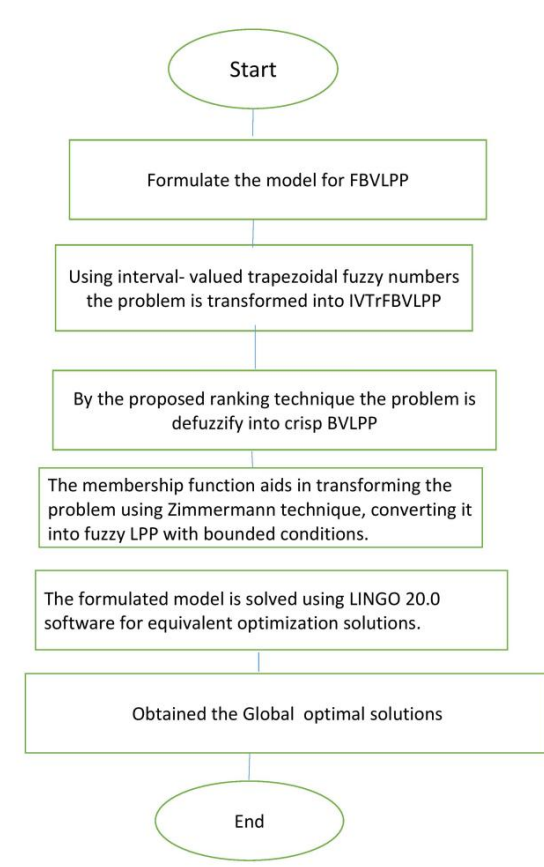 Start
Formulate the model for FBVLPP
Using interval- valued trapezoidal fuzzy numbers
the problem is transformed into IVTrFBVLPP
By the proposed ranking technique the problem is
defuzzify into crisp BVLPP
The membership function aids in transforming the
problem using Zimmermann technique, converting it
into fuzzy LPP with bounded conditions.
The formulated model is solved using LINGO 20.0
software for equivalent optimization solutions.
Obtained the Global optimal solutions
End